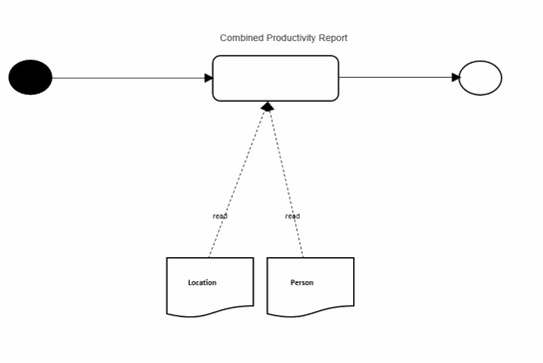 Combined Productivity Report
read
read
Location
Person